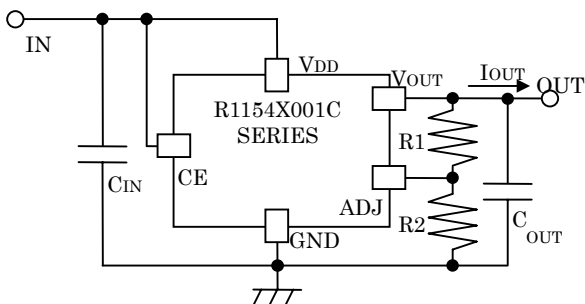 IN
VDD
VOUT
IOUT
OUT
R1154X001C
SERIES
R1
CIN
CE
ADJ
R2
COUT
GND